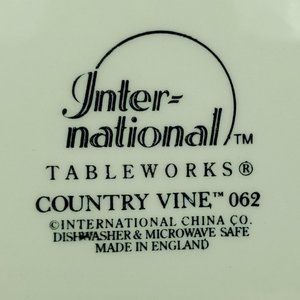 Inter-
national™
TABLEWORKS®
COUNTRY VINE™ 062
©INTERNATIONAL CHINA CO.
DISHWASHER & MICROWAVE SAFE
MADE IN ENGLAND